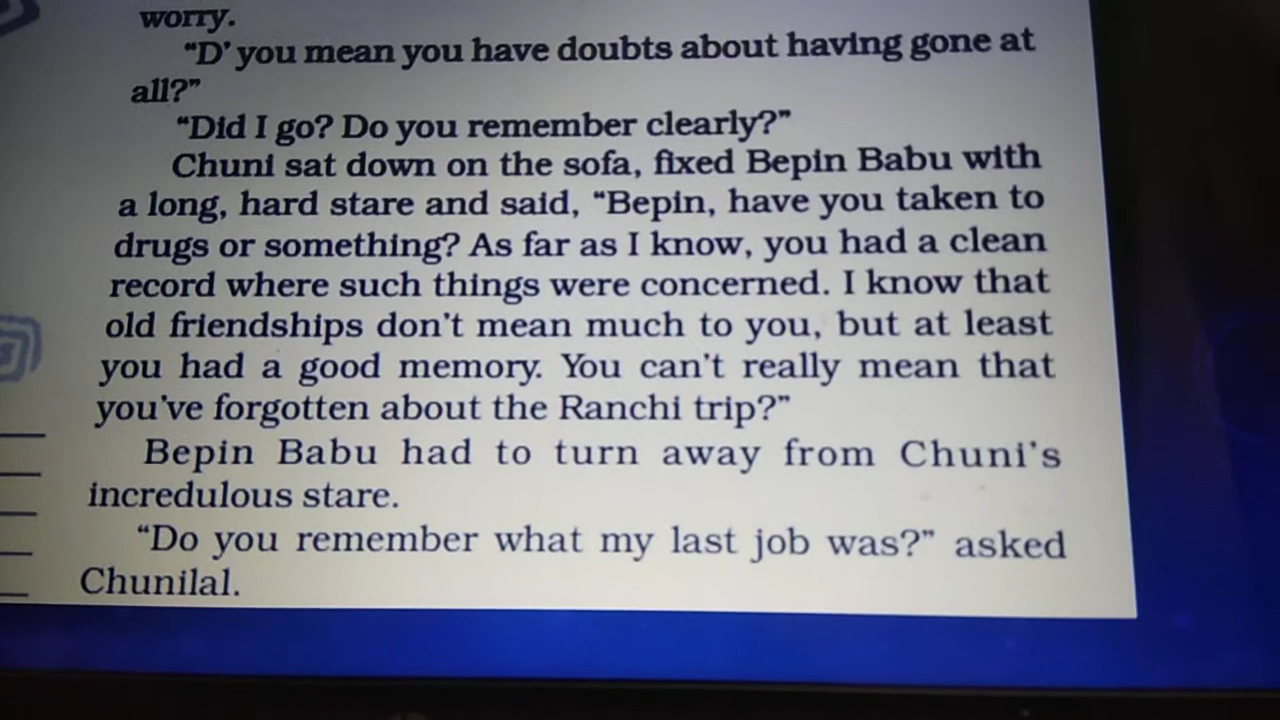 worry.
"D' you mean you have doubts about having gone at
all?"
"Did I go? Do you remember clearly?"
Chuni sat down on the sofa, fixed Bepin Babu with
a long, hard stare and said, "Bepin, have you taken to
drugs or something? As far as I know, you had a clean
record where such things were concerned. I know that
old friendships don't mean much to you, but at least
you had a good memory. You can't really mean that
you've forgotten about the Ranchi trip?"
Bepin Babu had to turn away from Chuni's
incredulous stare.
"Do you remember what my last job was?" asked
Chunilal.